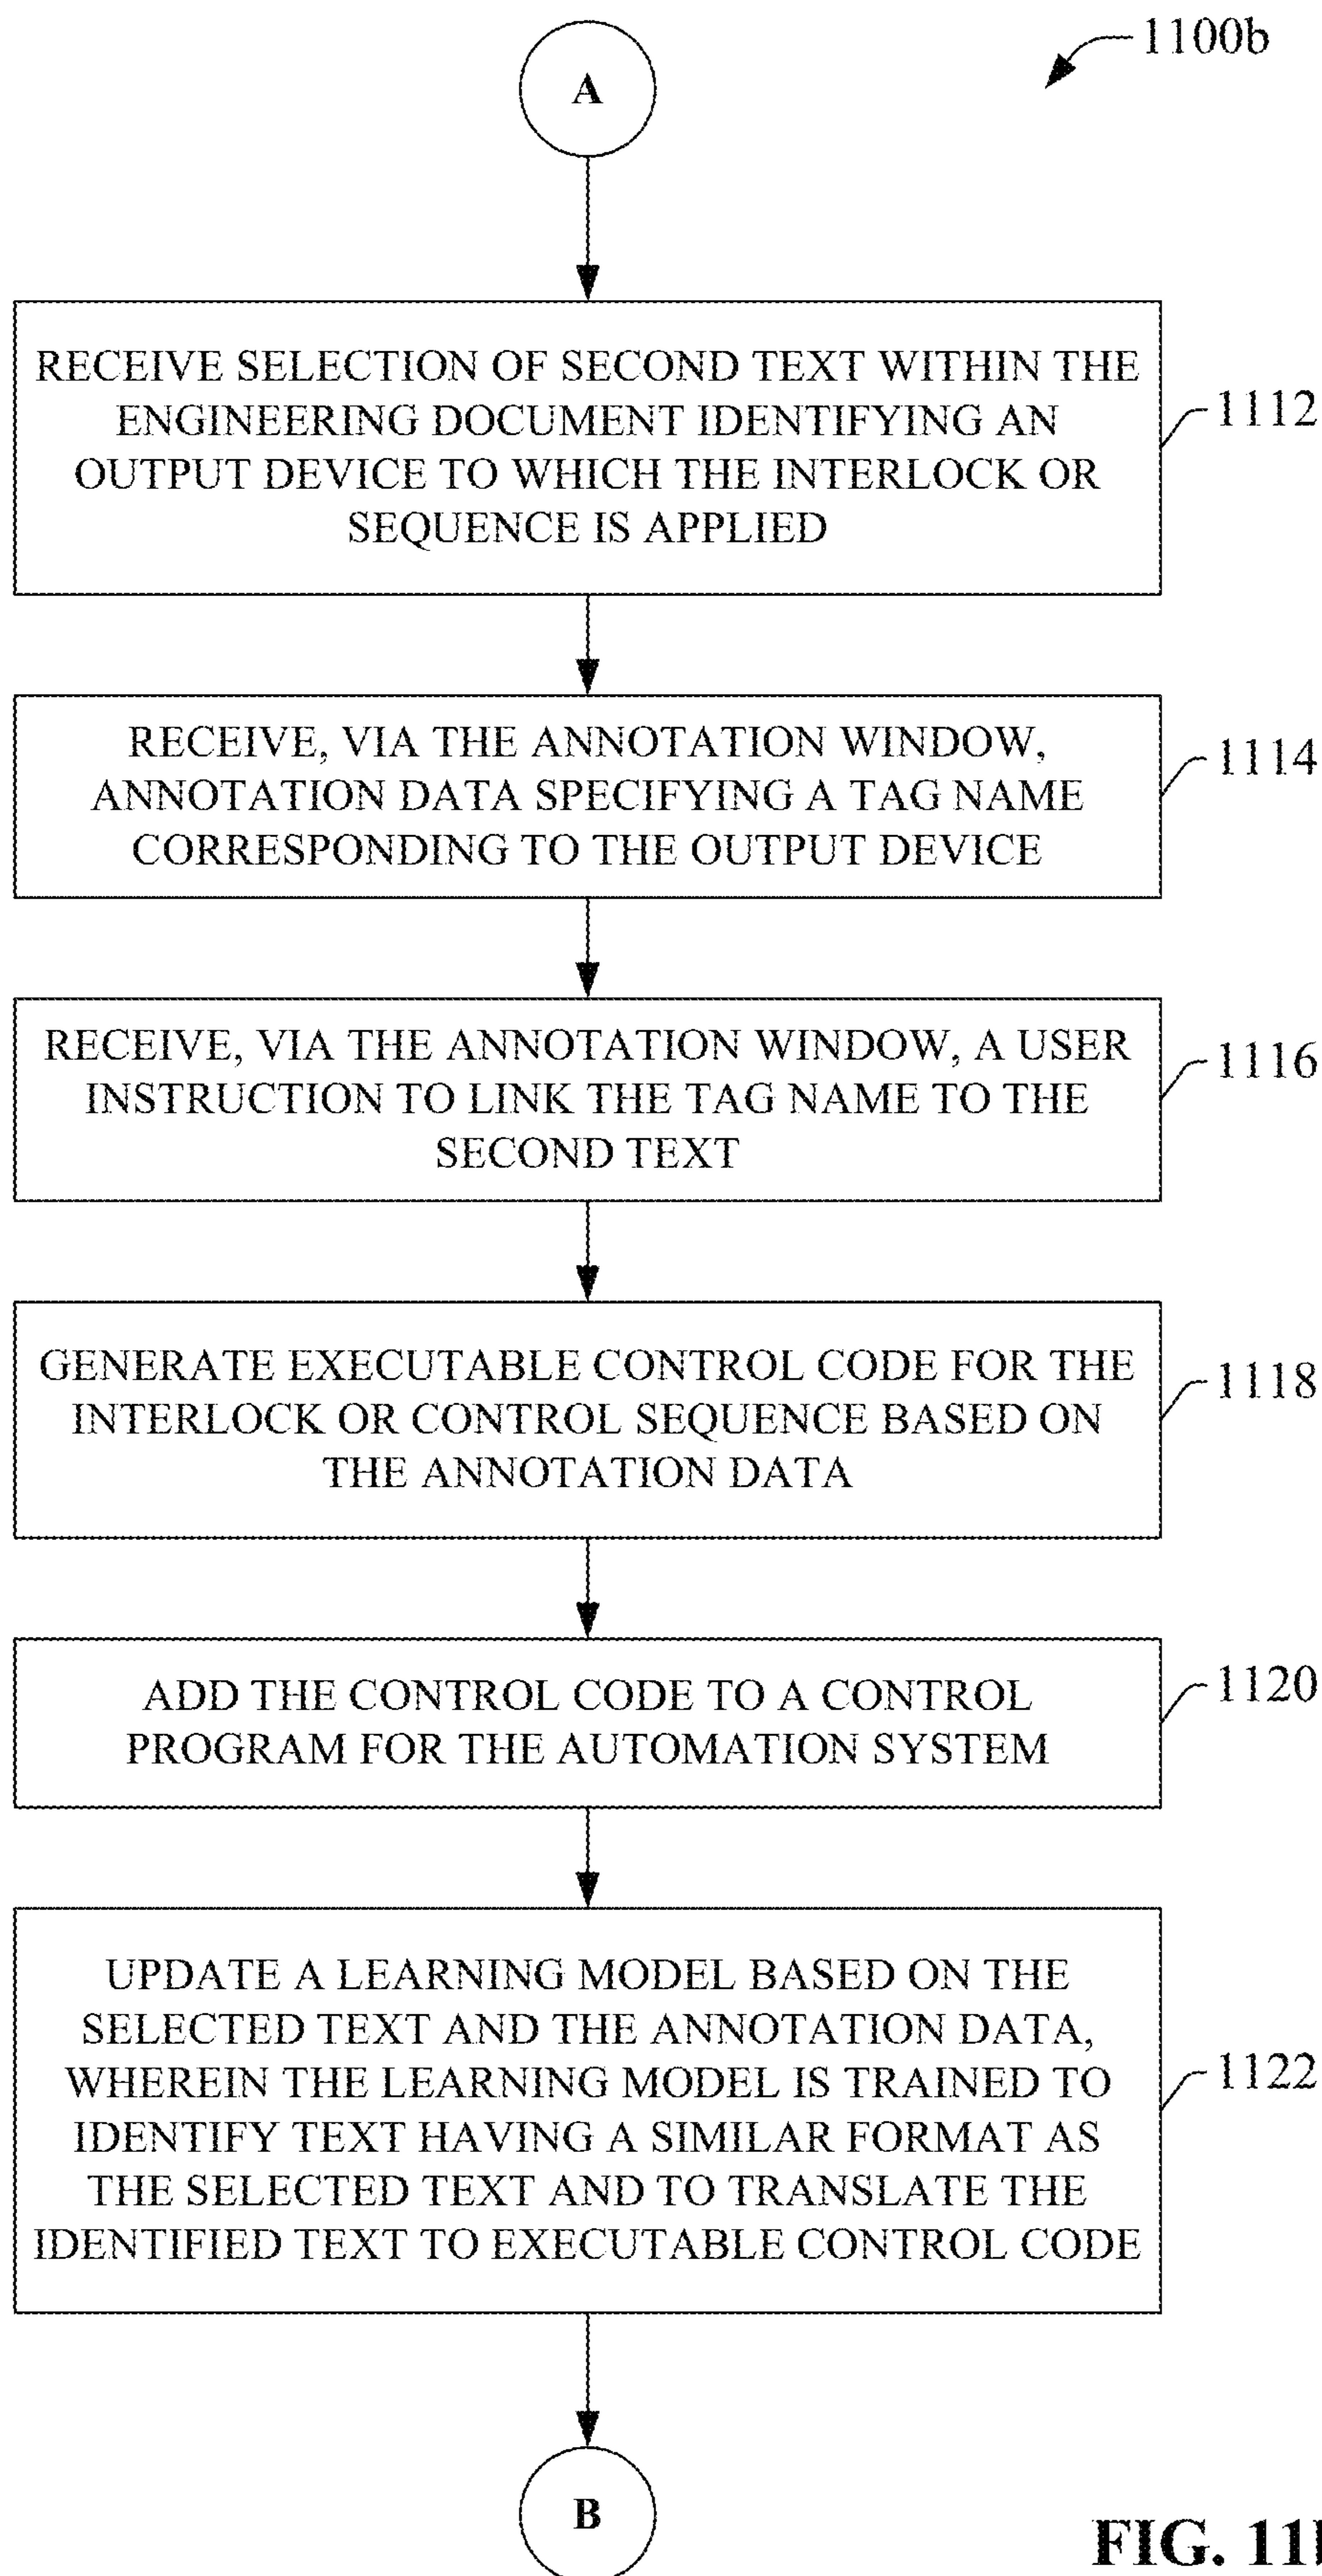 1100b
A
RECEIVE SELECTION OF SECOND TEXT WITHIN THE
ENGINEERING DOCUMENT IDENTIFYING AN
OUTPUT DEVICE TO WHICH THE INTERLOCK OR
SEQUENCE IS APPLIED
1112
RECEIVE, VIA THE ANNOTATION WINDOW,
ANNOTATION DATA SPECIFYING A TAG NAME
CORRESPONDING TO THE OUTPUT DEVICE
1114
RECEIVE, VIA THE ANNOTATION WINDOW, A USER
INSTRUCTION TO LINK THE TAG NAME TO THE
SECOND TEXT
1116
GENERATE EXECUTABLE CONTROL CODE FOR THE
INTERLOCK OR CONTROL SEQUENCE BASED ON
THE ANNOTATION DATA
1118
ADD THE CONTROL CODE TO A CONTROL
PROGRAM FOR THE AUTOMATION SYSTEM
1120
UPDATE A LEARNING MODEL BASED ON THE
SELECTED TEXT AND THE ANNOTATION DATA,
WHEREIN THE LEARNING MODEL IS TRAINED TO
IDENTIFY TEXT HAVING A SIMILAR FORMAT AS
THE SELECTED TEXT AND TO TRANSLATE THE
IDENTIFIED TEXT TO EXECUTABLE CONTROL CODE
1122
B
FIG. 11b